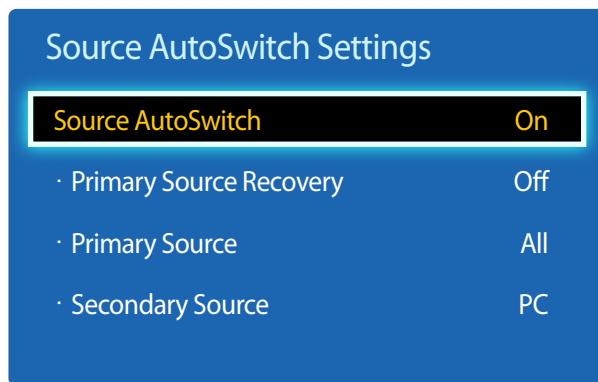 Source AutoSwitch Settings
Source AutoSwitch On
· Primary Source Recovery Off
· Primary Source All
· Secondary Source PC